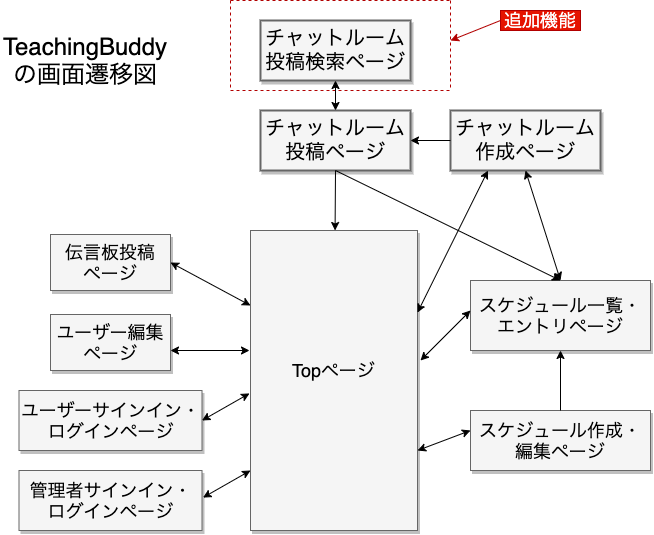 TeachingBuddy
の画面遷移図
追加機能
チャットルーム
投稿検索ページ
チャットルーム
投稿ページ
チャットルーム
作成ページ
伝言板投稿
ページ
ユーザー編集
ページ
ユーザーサインイン・
ログインページ
管理者サインイン・
ログインページ
Topページ
スケジュール一覧・
エントリページ
スケジュール作成・
編集ページ